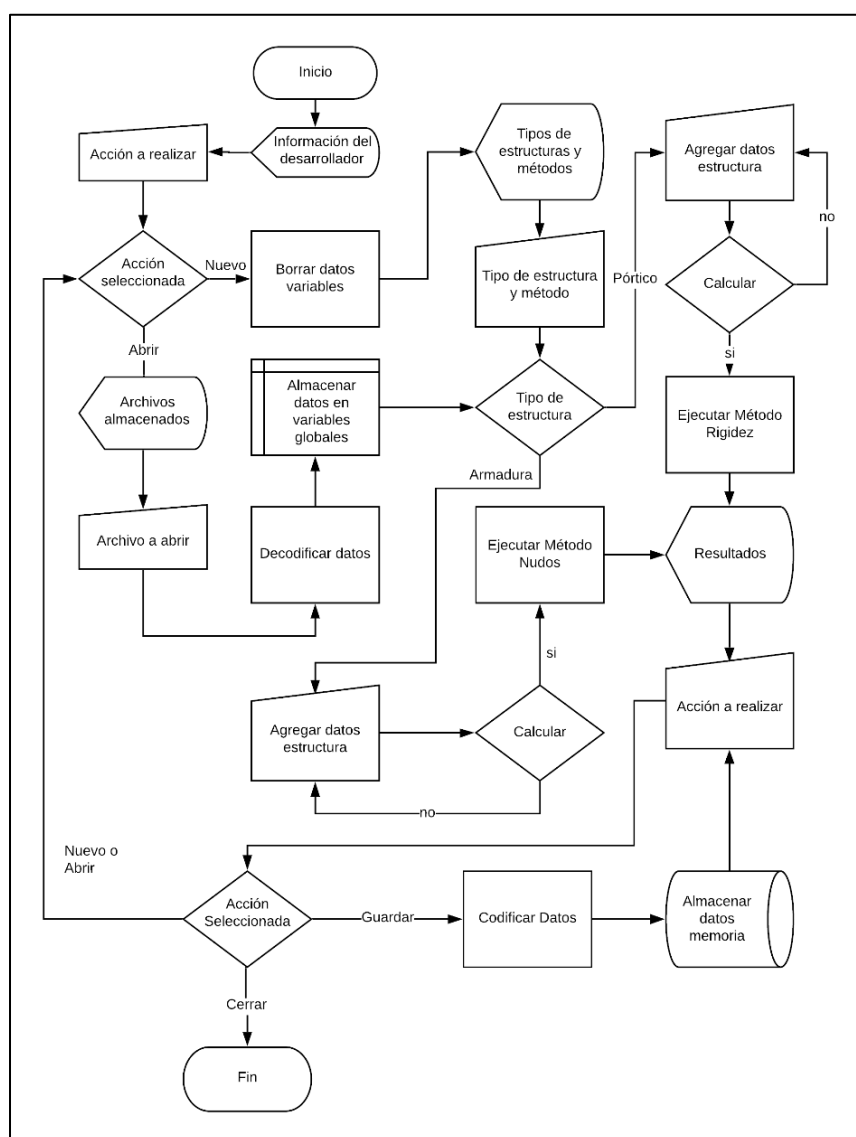 Inicio
Información del
desarrollador
Acción a realizar
Acción
seleccionada
Nuevo
Borrar datos
variables
Tipos de
estructuras y
métodos
Tipo de estructura
y método
Pórtico
Agregar datos
estructura
no
Calcular
si
Ejecutar Método
Rigidez
Abrir
Archivos
almacenados
Archivo a abrir
Decodificar datos
Almacenar
datos en
variables
globales
Tipo de
estructura
Armadura
Ejecutar Método
Nudos
Resultados
si
Agregar datos
estructura
Calcular
no
Acción a realizar
Nuevo o
Abrir
Acción
Seleccionada
Guardar
Codificar Datos
Almacenar
datos
memoria
Cerrar
Fin